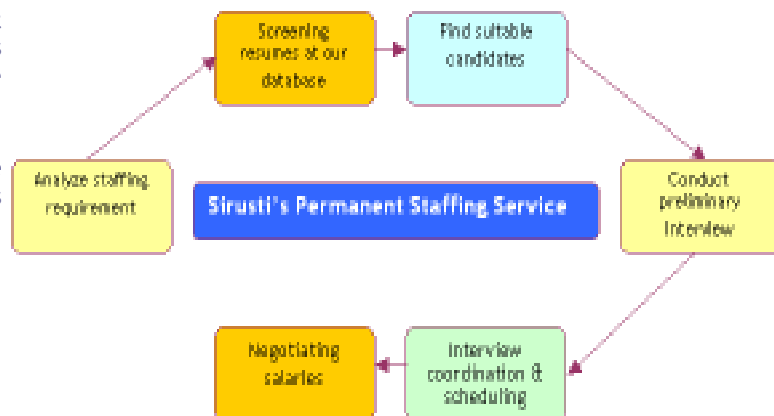 Screening
resumes at our
database
Find suitable
candidates
Analyze staffing
requirement
Sirusti's Permanent Staffing Service
Conduct
preliminary
Interview
Negotiating
salaries
Interview
coordination &
scheduling